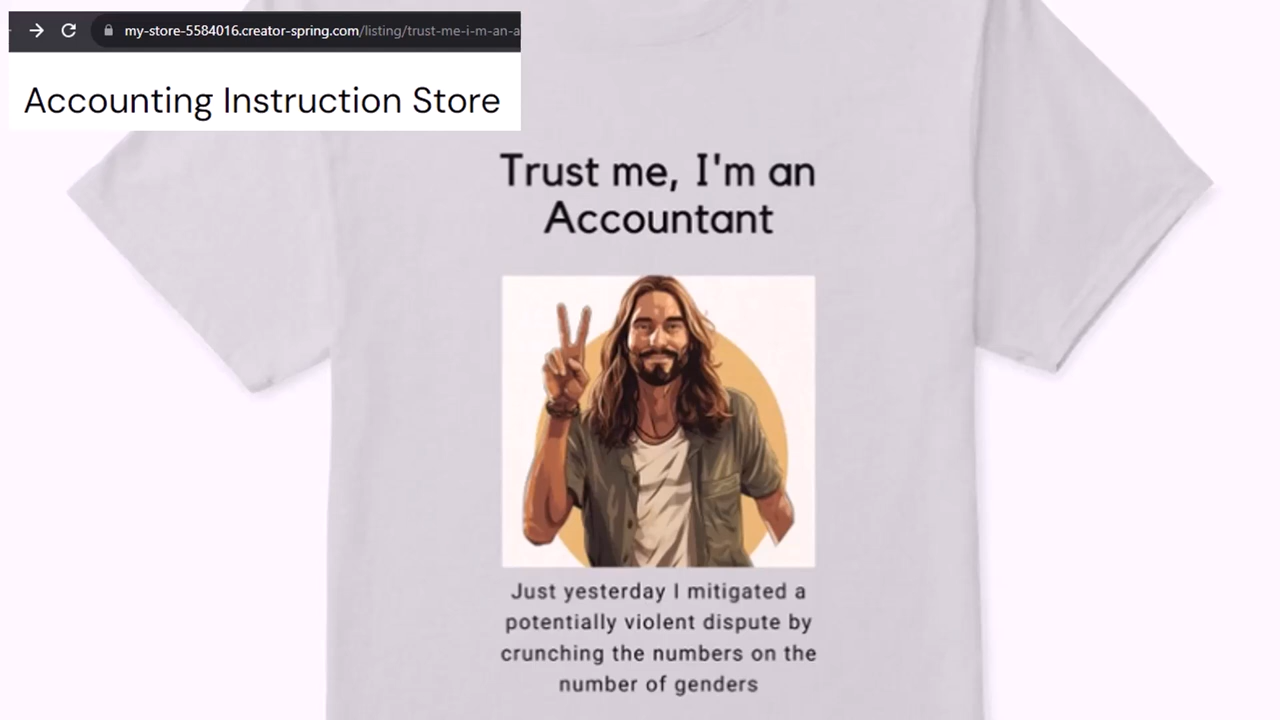 my-store-5584016.creator-spring.com/listing/trust-me-i-m-an-a
Accounting Instruction Store
Trust me, I'm an
Accountant
Just yesterday I mitigated a
potentially violent dispute by
crunching the numbers on the
number of genders